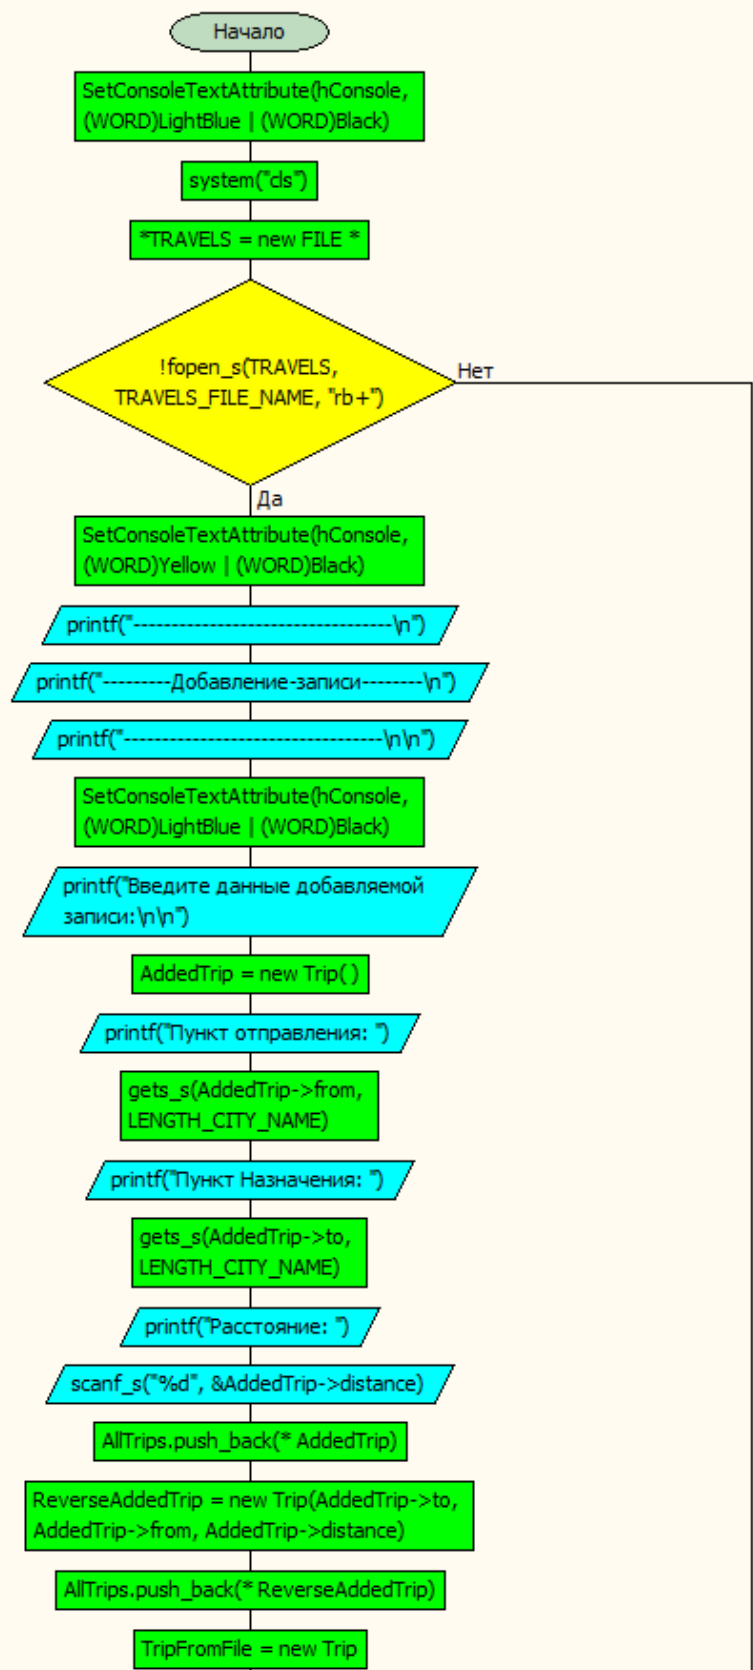 Начало
SetConsoleTextAttribute(hConsole,
(WORD)LightBlue | (WORD)Black)
system("cls")
*TRAVELS = new FILE *
!fopen_s(TRAVELS,
TRAVELS_FILE_NAME, "rb+")
Нет
Да
SetConsoleTextAttribute(hConsole,
(WORD)Yellow | (WORD)Black)
printf("----------------------------------\n")
printf("---------Добавление-записи--------\n")
printf("----------------------------------\n\n")
SetConsoleTextAttribute(hConsole,
(WORD)LightBlue | (WORD)Black)
printf("Введите данные добавляемой
записи:\n\n")
AddedTrip = new Trip( )
printf("Пункт отправления: ")
gets_s(AddedTrip->from,
LENGTH_CITY_NAME)
printf("Пункт Назначения: ")
gets_s(AddedTrip->to,
LENGTH_CITY_NAME)
printf("Расстояние: ")
scanf_s("%d", &AddedTrip->distance)
AllTrips.push_back(* AddedTrip)
ReverseAddedTrip = new Trip(AddedTrip->to,
AddedTrip->from, AddedTrip->distance)
AllTrips.push_back(* ReverseAddedTrip)
TripFromFile = new Trip